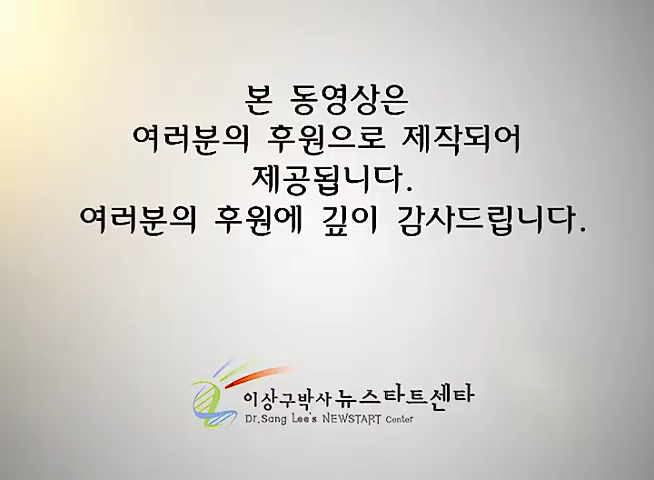 본 동영상은
여러분의 후원으로 제작되어
제공됩니다.
여러분의 후원에 깊이 감사드립니다.
이상구박사 뉴스타트센타
Dr.Sang Lee's NEWSTART Center